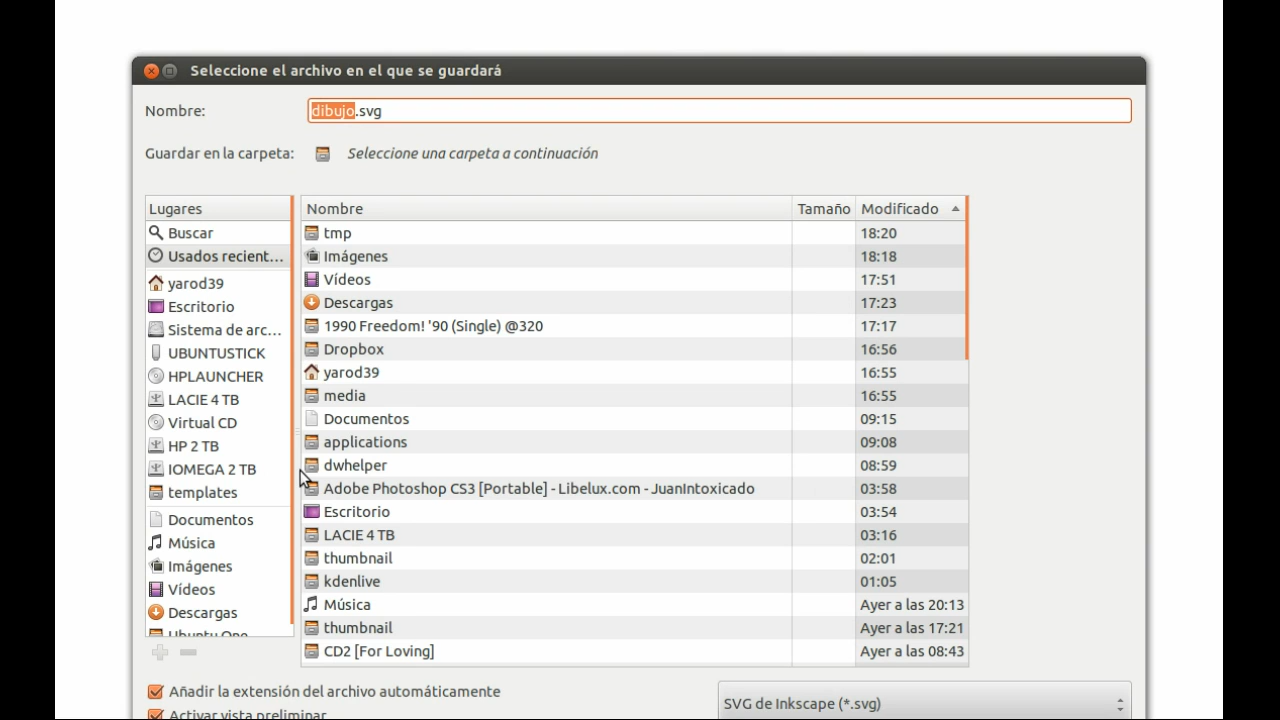 Seleccione el archivo en el que se guardará
Nombre: dibujo.svg
Guardar en la carpeta: Seleccione una carpeta a continuación
Lugares
Buscar
Usados recient...
yarod39
Escritorio
Sistema de arc...
UBUNTUSTICK
HPLAUNCHER
LACIE 4 TB
Virtual CD
HP 2 TB
IOMEGA 2 TB
templates
Documentos
Música
Imágenes
Vídeos
Descargas
Ubuntu One
Nombre Tamaño Modificado
tmp 18:20
Imágenes 18:18
Vídeos 17:51
Descargas 17:23
1990 Freedom! '90 (Single) @320 17:17
Dropbox 16:56
yarod39 16:55
media 16:55
Documentos 09:15
applications 09:08
dwhelper 08:59
Adobe Photoshop CS3 [Portable] - Libelux.com - JuanIntoxicado 03:58
Escritorio 03:54
LACIE 4 TB 03:16
thumbnail 02:01
kdenlive 01:05
Música Ayer a las 20:13
thumbnail Ayer a las 17:21
CD2 [For Loving] Ayer a las 08:43
Añadir la extensión del archivo automáticamente
SVG de Inkscape (*.svg)
Activar vista preliminar